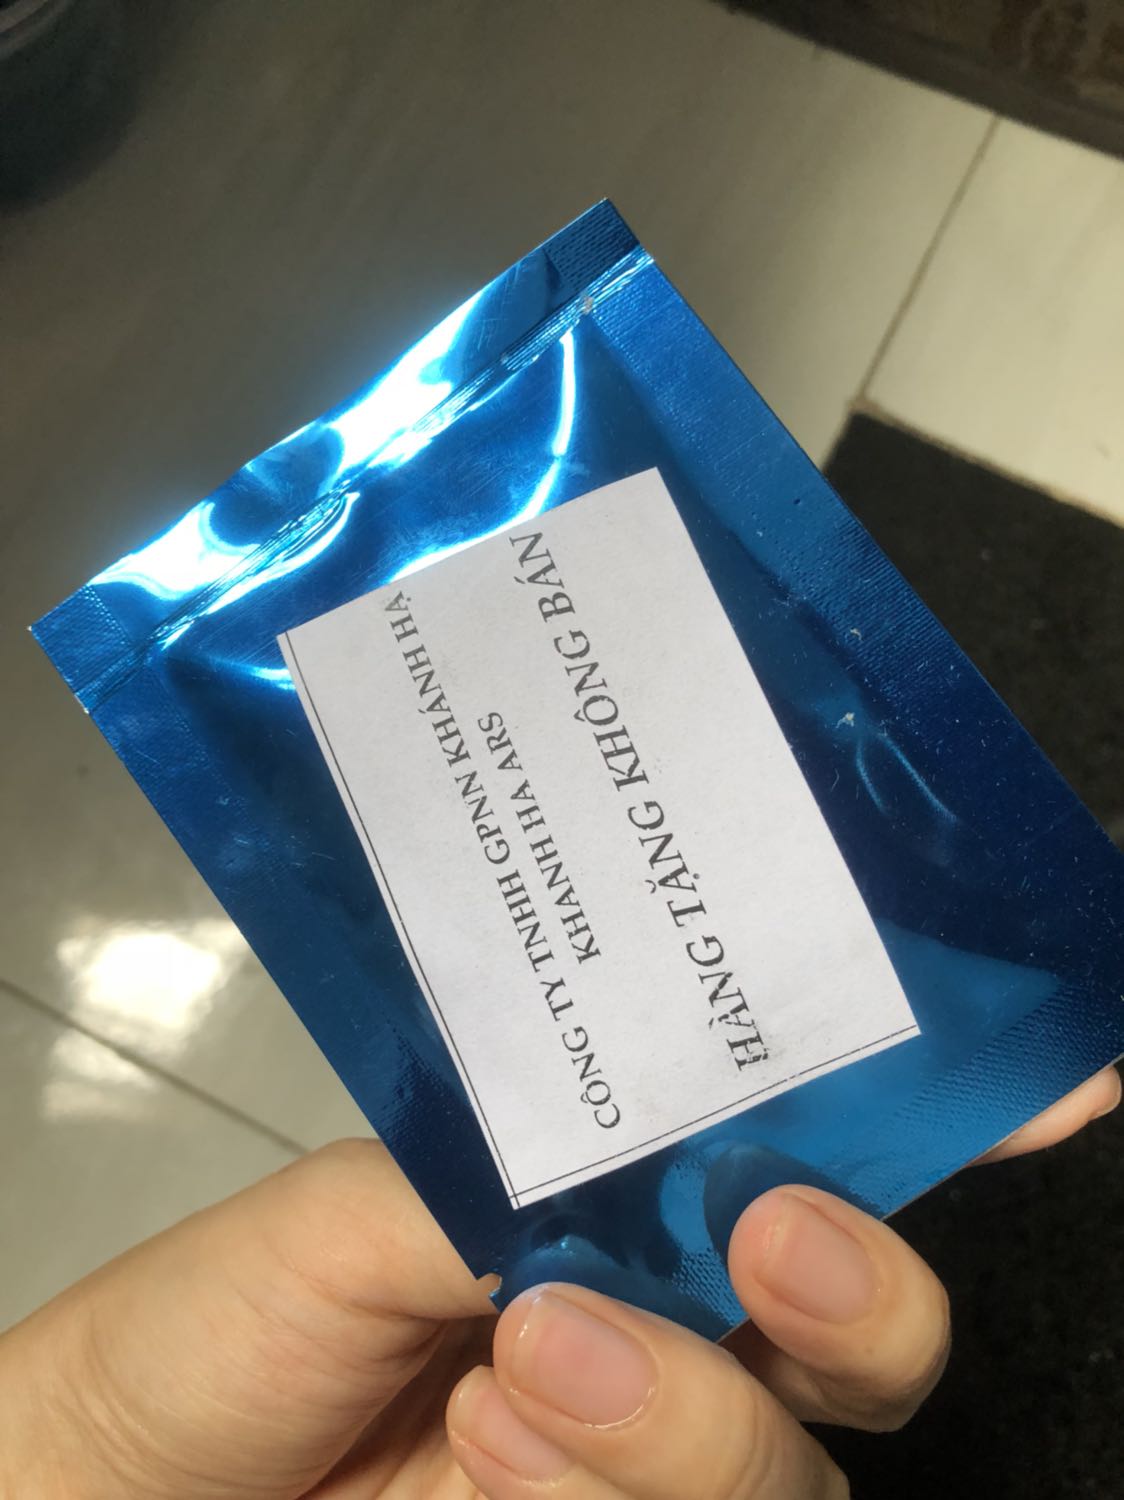 CÔNG TY TNHH GPNN KHÁNH HẠ
KHANH HA ARS
HÀNG TẶNG KHÔNG BÁN